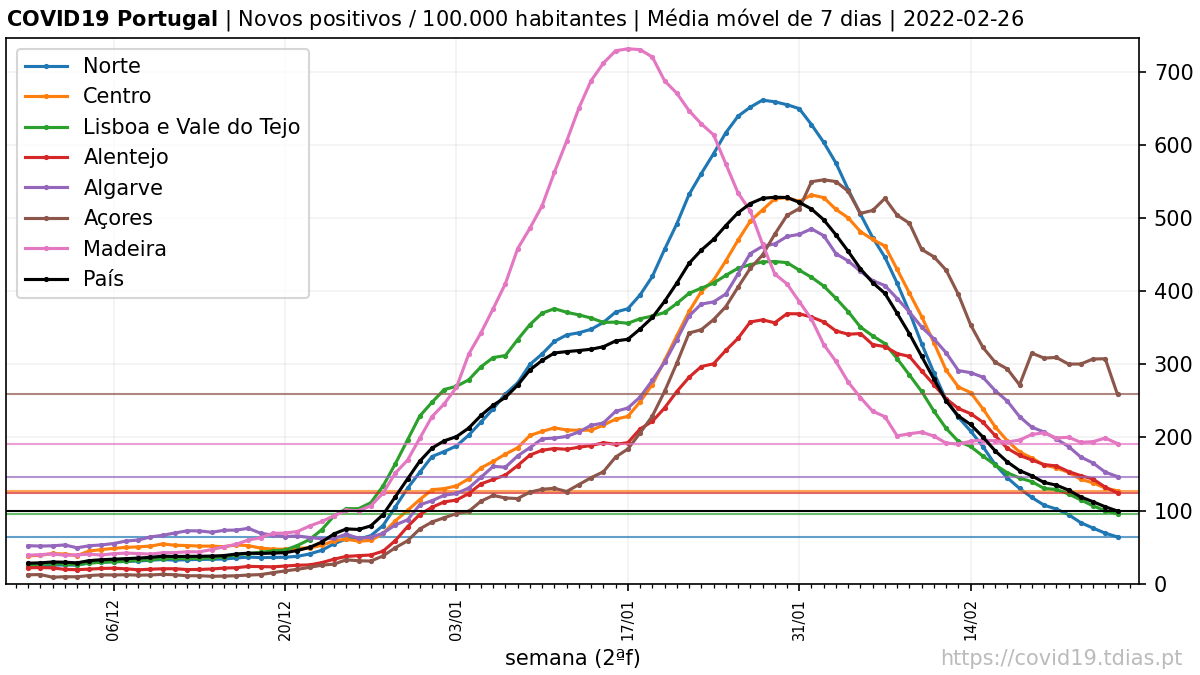 COVID19 Portugal | Novos positivos / 100.000 habitantes | Média móvel de 7 dias | 2022-02-26
Norte
Centro
Lisboa e Vale do Tejo
Alentejo
Algarve
Açores
Madeira
País
700
600
500
400
300
200
100
0
06/12
20/12
03/01
17/01
31/01
14/02
semana (2ªf)
https://covid19.tdias.pt